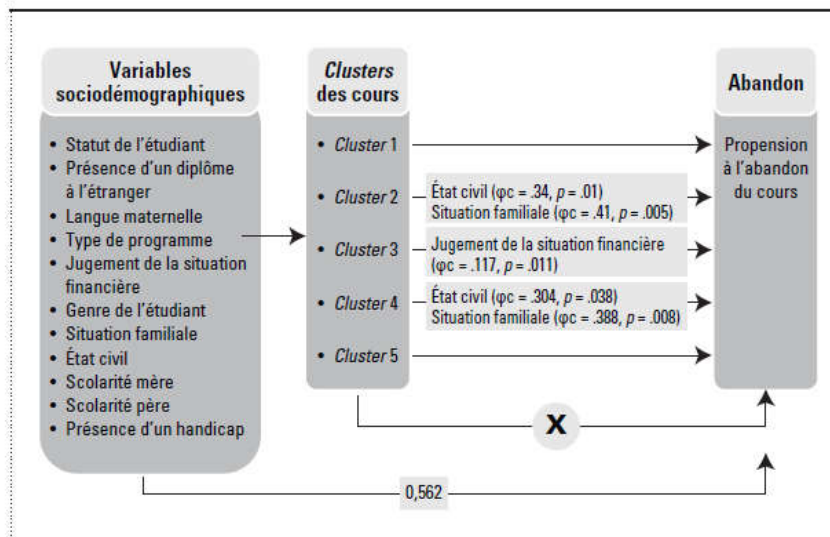 Variables
sociodémographiques
• Statut de l'étudiant
• Présence d'un diplôme
à l'étranger
• Langue maternelle
• Type de programme
• Jugement de la situation
financière
• Genre de l'étudiant
• Situation familiale
• État civil
• Scolarité mère
• Scolarité père
• Présence d'un handicap
Clusters
des cours
• Cluster 1
• Cluster 2
• Cluster 3
• Cluster 4
• Cluster 5
État civil (φc = .34, p = .01)
Situation familiale (φc = .41, p = .005)
Jugement de la situation financière
(φc = .117, p = .011)
État civil (φc = .304, p = .038)
Situation familiale (φc = .388, p = .008)
Abandon
Propension
à l'abandon
du cours
X
0,562